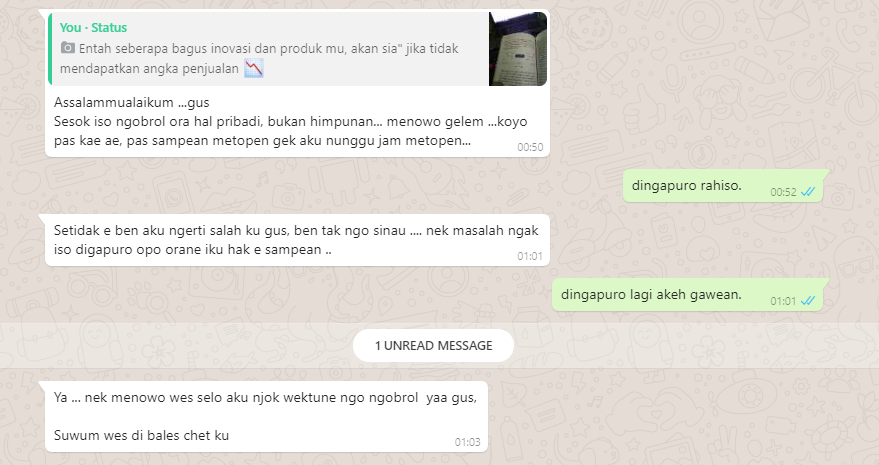 You · Status
Entah seberapa bagus inovasi dan produk mu, akan sia" jika tidak
mendapatkan angka penjualan
Assalammualaikum ...gus
Sesok iso ngobrol ora hal pribadi, bukan himpunan... menowo gelem ...koyo
pas kae ae, pas sampean metopen gek aku nunggu jam metopen...
00:50
dingapuro rahiso.
00:52
Setidak e ben aku ngerti salah ku gus, ben tak ngo sinau .... nek masalah ngak
iso digapuro opo orane iku hak e sampean ..
01:01
dingapuro lagi akeh gawean.
01:01
1 UNREAD MESSAGE
Ya ... nek menowo wes selo aku njok wektune ngo ngobrol yaa gus,
Suwum wes di bales chet ku
01:03